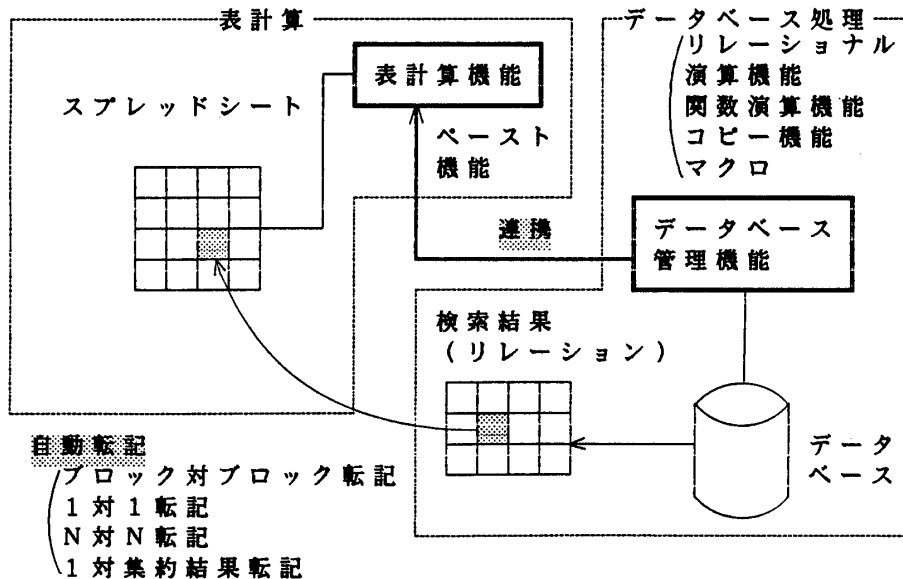 表計算
表計算機能
スプレッドシート
ペースト
機能
連携
データベース処理
リレーショナル
演算機能
関数演算機能
コピー機能
マクロ
データベース
管理機能
検索結果
(リレーション)
データ
ベース
自動転記
ブロック対ブロック転記
1対1転記
N対N転記
1対集約結果転記